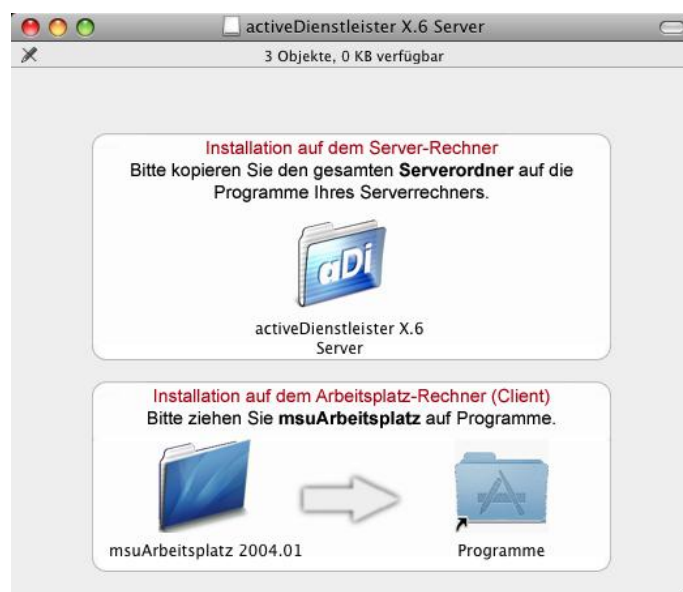 activeDienstleister X.6 Server
3 Objekte, 0 KB verfügbar
Installation auf dem Server-Rechner
Bitte kopieren Sie den gesamten Serverordner auf die
Programme Ihres Serverrechners.
aDi
activeDienstleister X.6
Server
Installation auf dem Arbeitsplatz-Rechner (Client)
Bitte ziehen Sie msuArbeitsplatz auf Programme.
msuArbeitsplatz 2004.01
Programme